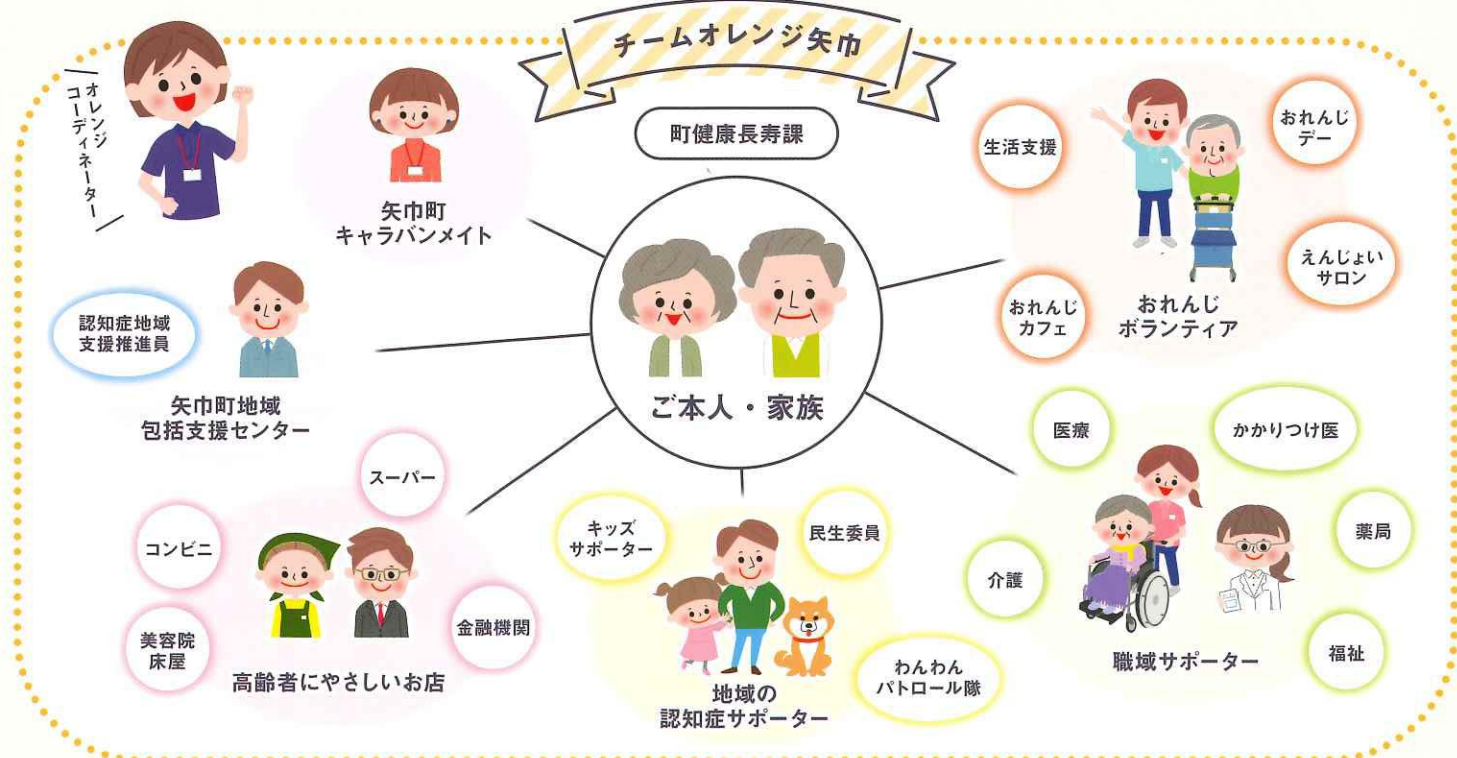 チームオレンジ矢巾
オレンジ
コーディネーター
矢巾町
キャラバンメイト
町健康長寿課
生活支援
おれんじ
デー
おれんじ
カフェ
えんじょい
サロン
おれんじ
ボランティア
認知症地域
支援推進員
矢巾町地域
包括支援センター
ご本人・家族
スーパー
コンビニ
美容院
床屋
金融機関
高齢者にやさしいお店
キッズ
サポーター
民生委員
わんわん
パトロール隊
地域の
認知症サポーター
医療
かかりつけ医
介護
薬局
福祉
職域サポーター